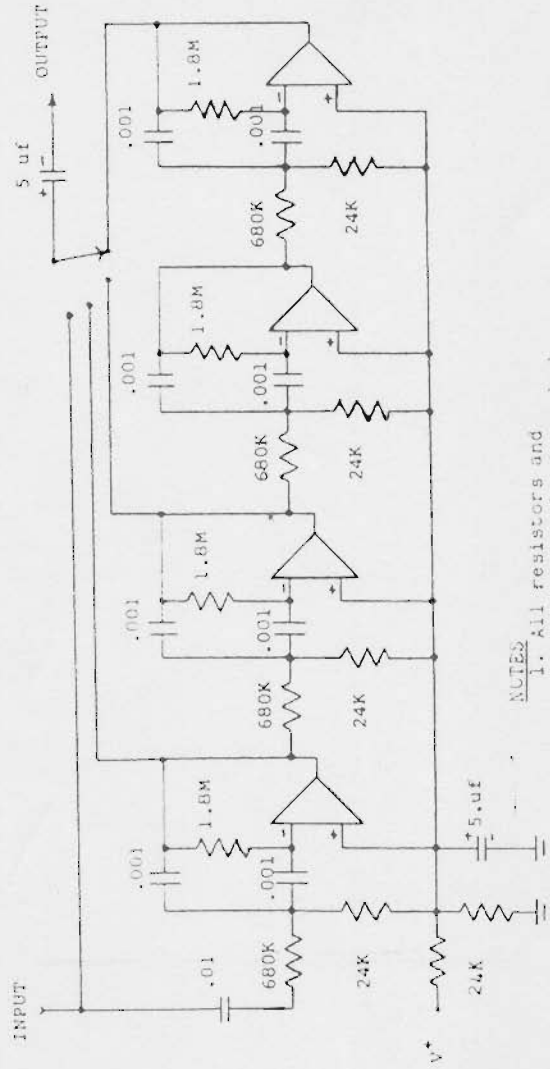 INPUT
5 uf
+ -
OUTPUT
.01
680K
24K
.001
1.8M
.001
-
+
680K
24K
.001
1.8M
.001
-
+
680K
24K
.001
1.8M
.001
-
+
680K
24K
.001
1.8M
.001
-
+
V+
24K
+
5.uf
-
NOTES
1. All resistors and